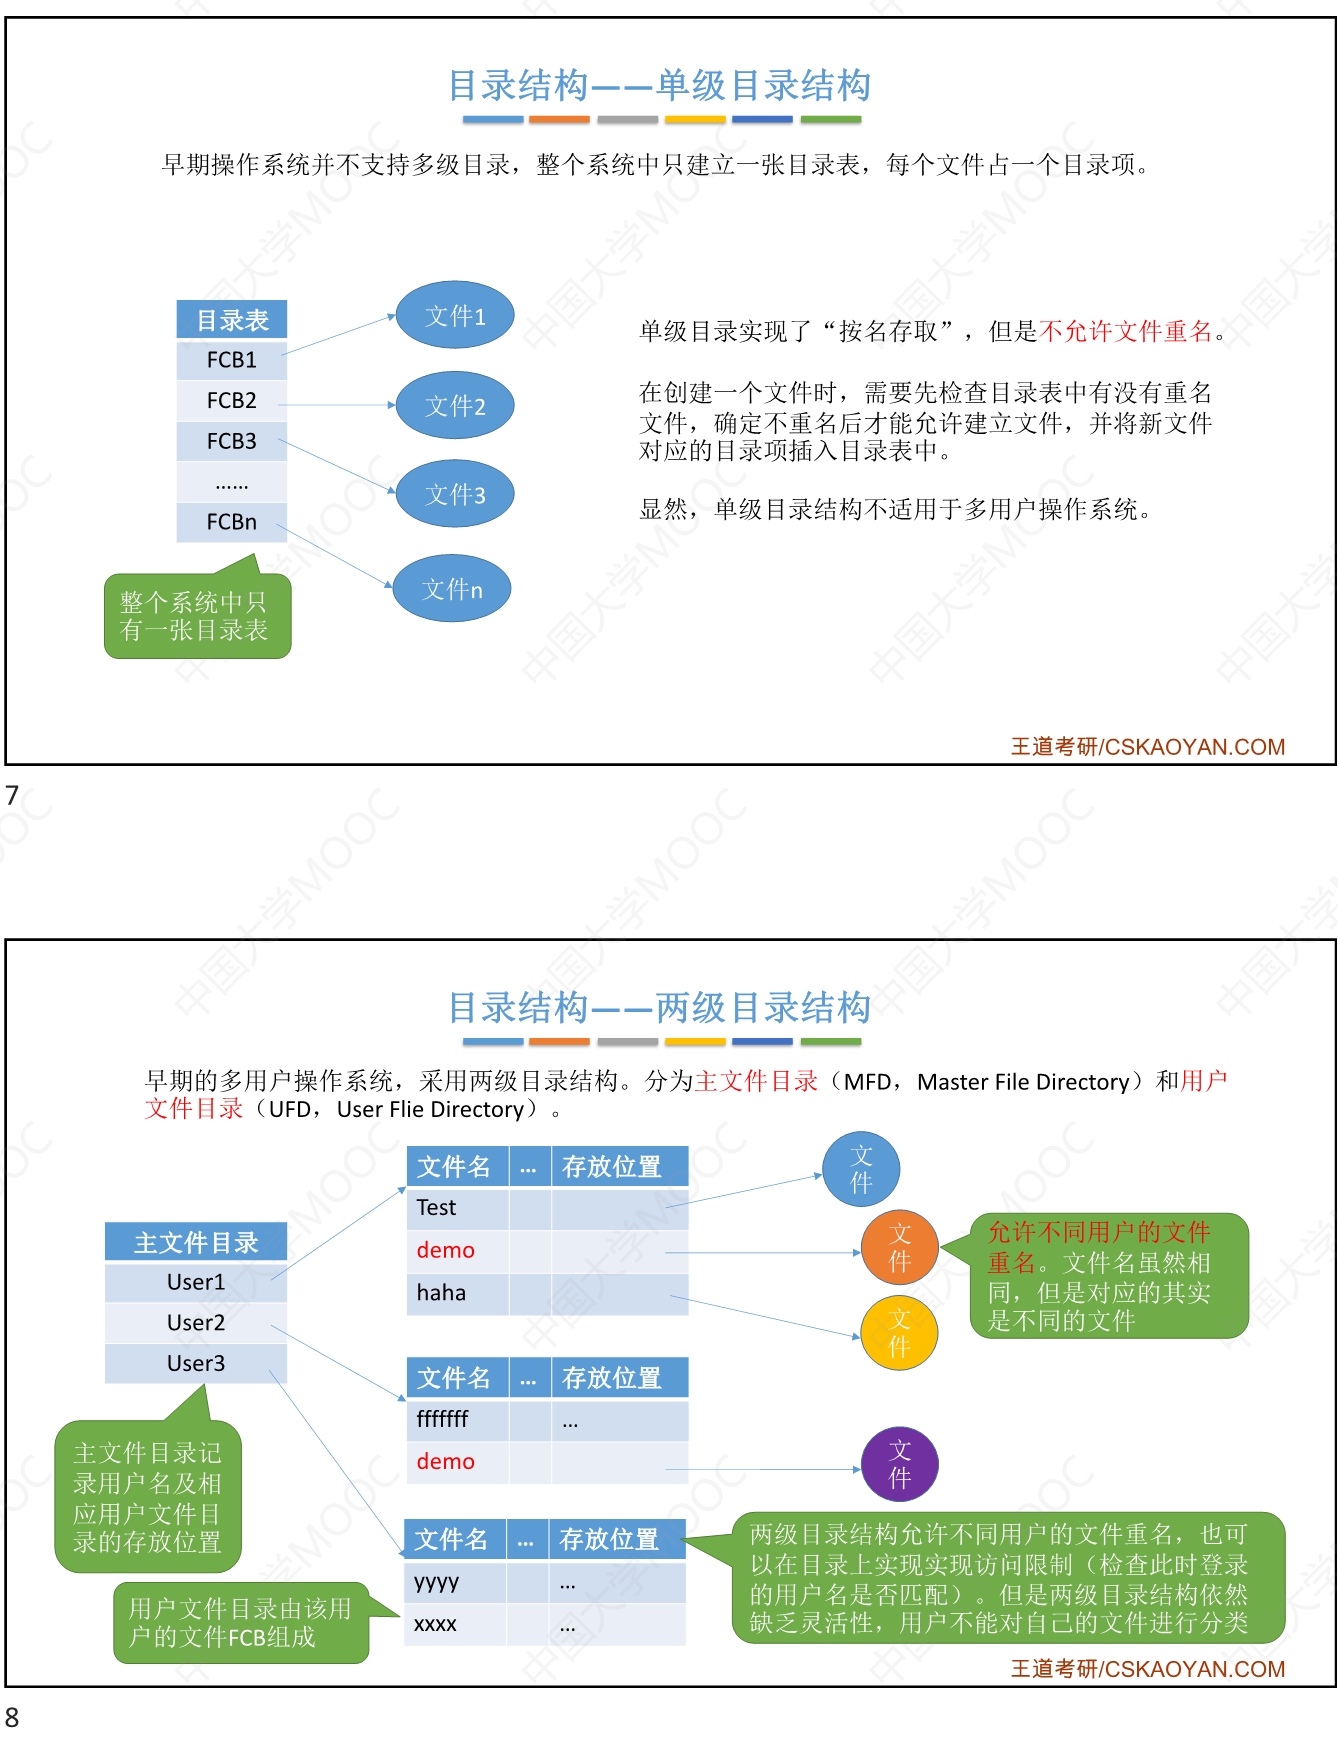 目录结构——单级目录结构
早期操作系统并不支持多级目录，整个系统中只建立一张目录表，每个文件占一个目录项。
目录表
FCB1
FCB2
FCB3
……
FCBn
文件1
文件2
文件3
文件n
整个系统中只
有一张目录表
单级目录实现了“按名存取”，但是不允许文件重名。
在创建一个文件时，需要先检查目录表中有没有重名
文件，确定不重名后才能允许建立文件，并将新文件
对应的目录项插入目录表中。
显然，单级目录结构不适用于多用户操作系统。
王道考研/CSKAOYAN.COM
7
目录结构——两级目录结构
早期的多用户操作系统，采用两级目录结构。分为主文件目录（MFD，Master File Directory）和用户
文件目录（UFD，User Flie Directory）。
主文件目录
User1
User2
User3
主文件目录记
录用户名及相
应用户文件目
录的存放位置
文件名 … 存放位置
Test
demo
haha
文件名 … 存放位置
fffffff …
demo
文件名 … 存放位置
yyyy …
xxxx …
用户文件目录由该用
户的文件FCB组成
文
件
文
件
文
件
文
件
允许不同用户的文件
重名。文件名虽然相
同，但是对应的其实
是不同的文件
两级目录结构允许不同用户的文件重名，也可
以在目录上实现实现访问限制（检查此时登录
的用户名是否匹配）。但是两级目录结构依然
缺乏灵活性，用户不能对自己的文件进行分类
王道考研/CSKAOYAN.COM
8
中国大学MOOC